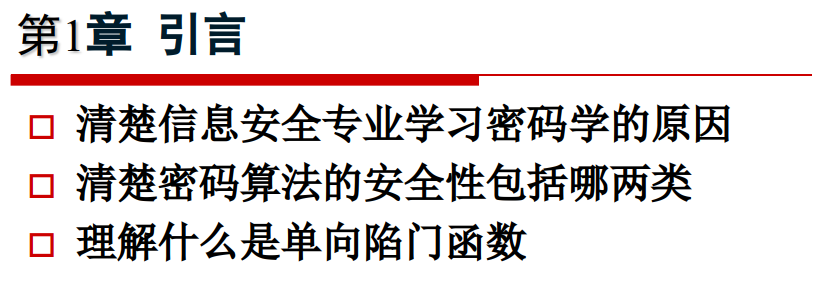 第1章 引言
清楚信息安全专业学习密码学的原因
清楚密码算法的安全性包括哪两类
理解什么是单向陷门函数